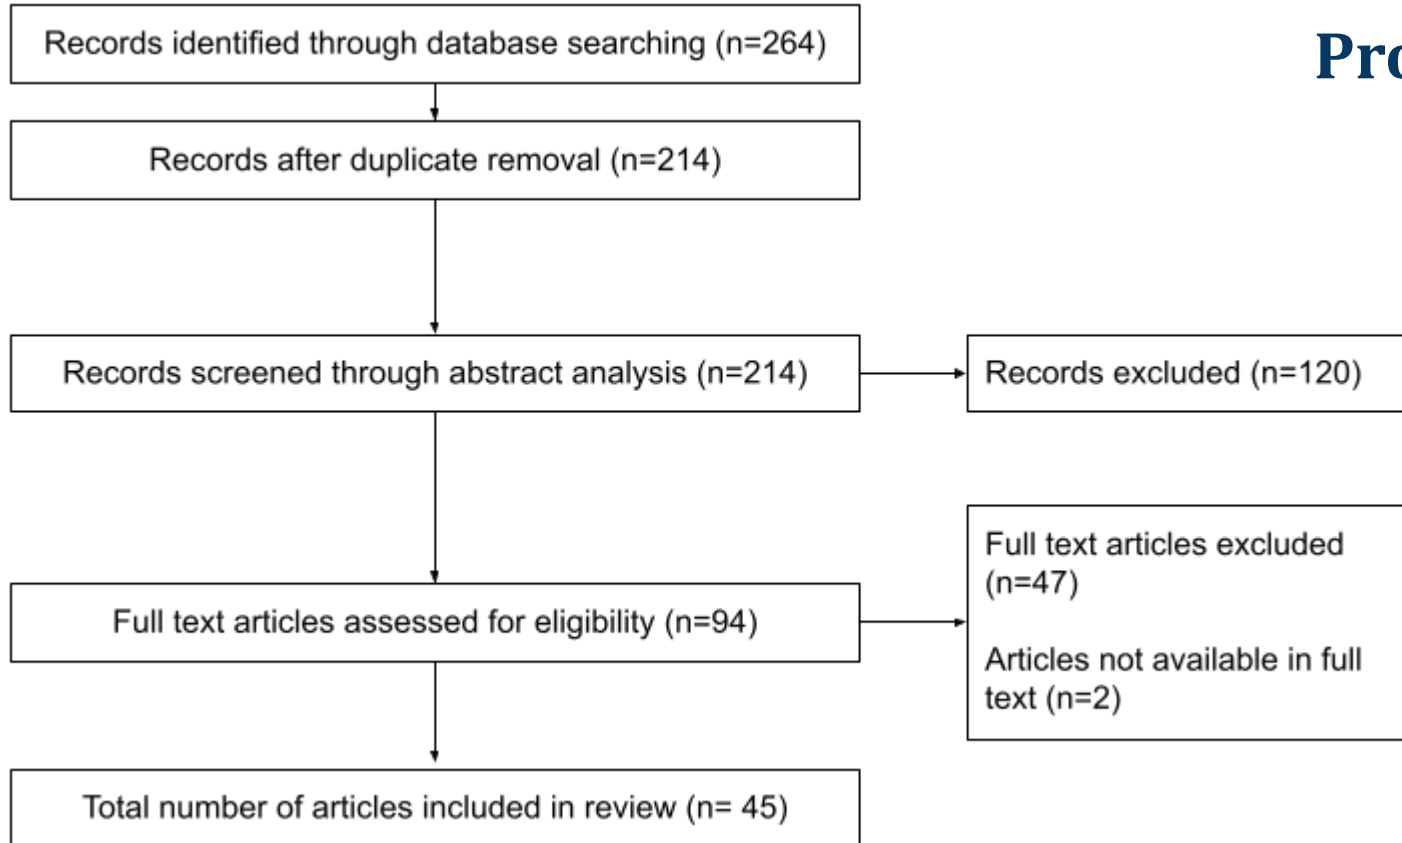 Records identified through database searching (n=264)
Records after duplicate removal (n=214)
Records screened through abstract analysis (n=214)
Records excluded (n=120)
Full text articles assessed for eligibility (n=94)
Full text articles excluded
(n=47)
Articles not available in full
text (n=2)
Total number of articles included in review (n= 45)